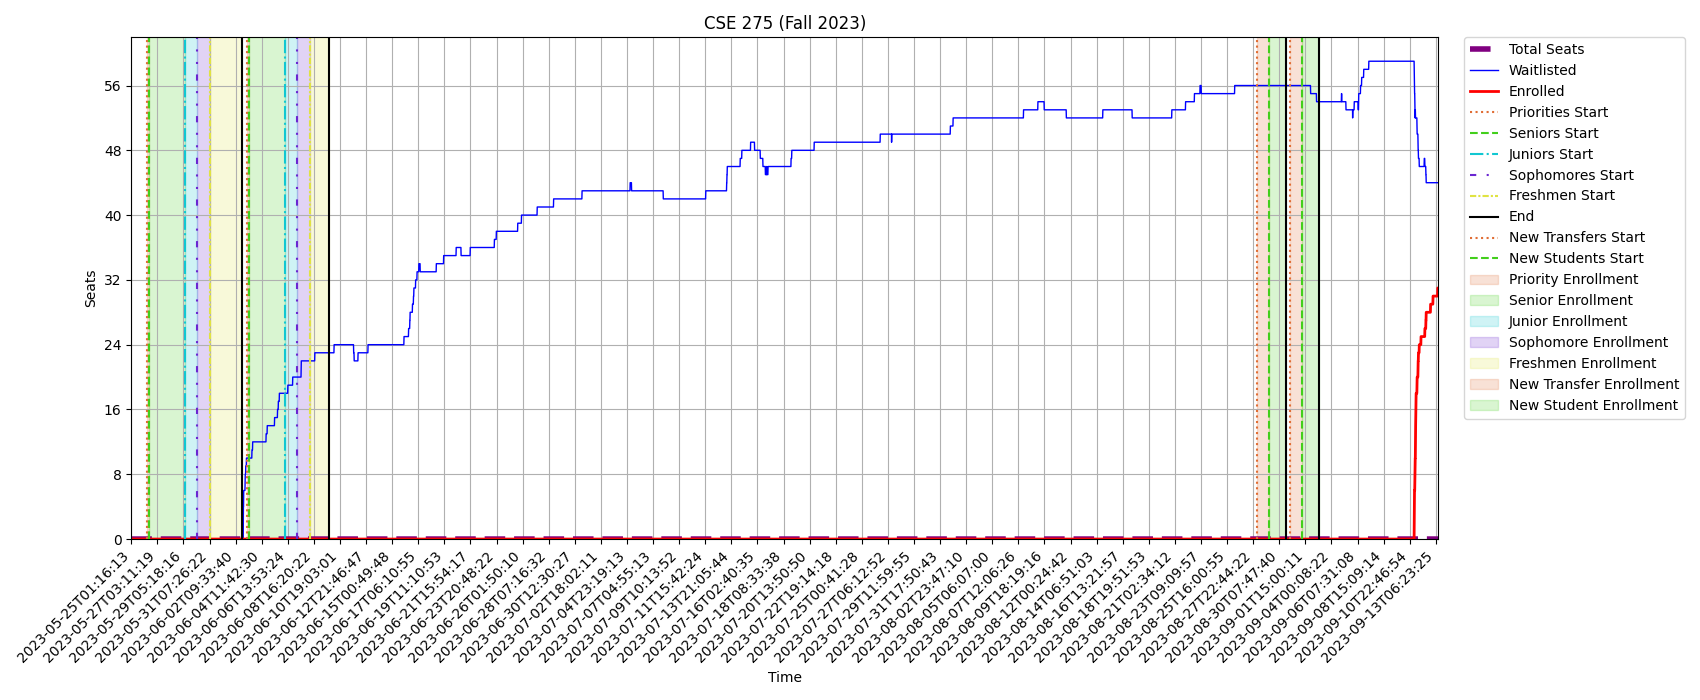 CSE 275 (Fall 2023)
Seats
56
48
40
32
24
16
8
0
2023-05-25T01:16:13
2023-05-27T03:11:19
2023-05-29T05:18:16
2023-05-31T07:26:22
2023-06-02T09:33:40
2023-06-04T11:42:30
2023-06-06T13:53:24
2023-06-08T16:20:22
2023-06-10T19:03:01
2023-06-12T21:46:47
2023-06-15T00:49:48
2023-06-17T06:10:55
2023-06-19T11:10:53
2023-06-21T15:54:17
2023-06-23T20:48:22
2023-06-26T01:50:10
2023-06-28T07:16:32
2023-06-30T12:30:27
2023-07-02T18:02:11
2023-07-04T23:19:13
2023-07-07T04:55:13
2023-07-09T10:13:52
2023-07-11T15:42:24
2023-07-13T21:05:44
2023-07-16T02:40:35
2023-07-18T08:33:38
2023-07-20T13:50:50
2023-07-22T19:14:18
2023-07-25T00:41:28
2023-07-27T06:12:52
2023-07-29T11:59:55
2023-07-31T17:50:43
2023-08-02T23:47:10
2023-08-05T06:07:00
2023-08-07T12:06:26
2023-08-09T18:19:16
2023-08-12T00:24:42
2023-08-14T06:51:03
2023-08-16T13:21:57
2023-08-18T19:51:53
2023-08-21T02:34:12
2023-08-23T09:09:57
2023-08-25T16:00:55
2023-08-27T22:44:22
2023-08-30T07:47:40
2023-09-01T15:00:11
2023-09-04T00:08:22
2023-09-06T07:31:08
2023-09-08T15:09:14
2023-09-10T22:46:54
2023-09-13T06:23:25
Time
Total Seats
Waitlisted
Enrolled
Priorities Start
Seniors Start
Juniors Start
Sophomores Start
Freshmen Start
End
New Transfers Start
New Students Start
Priority Enrollment
Senior Enrollment
Junior Enrollment
Sophomore Enrollment
Freshmen Enrollment
New Transfer Enrollment
New Student Enrollment